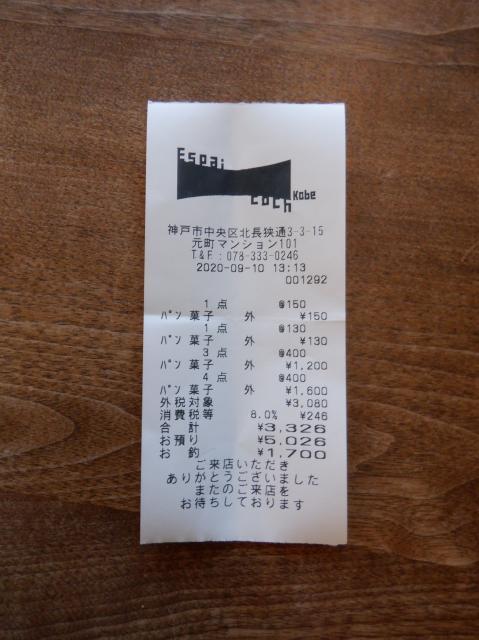 Espai
Coch Kobe
神戸市中央区北長狭通3-3-15
元町マンション101
T&F:078-333-0246
2020-09-10 13:13
001292
1点 @150
パン菓子 外 ¥150
1点 @130
パン菓子 外 ¥130
3点 @400
パン菓子 外 ¥1,200
4点 @400
パン菓子 外 ¥1,600
外税対象 ¥3,080
消費税等 8.0% ¥246
合計 ¥3,326
お預り ¥5,026
お釣 ¥1,700
ご来店いただき
ありがとうございました
またのご来店を
お待ちしております